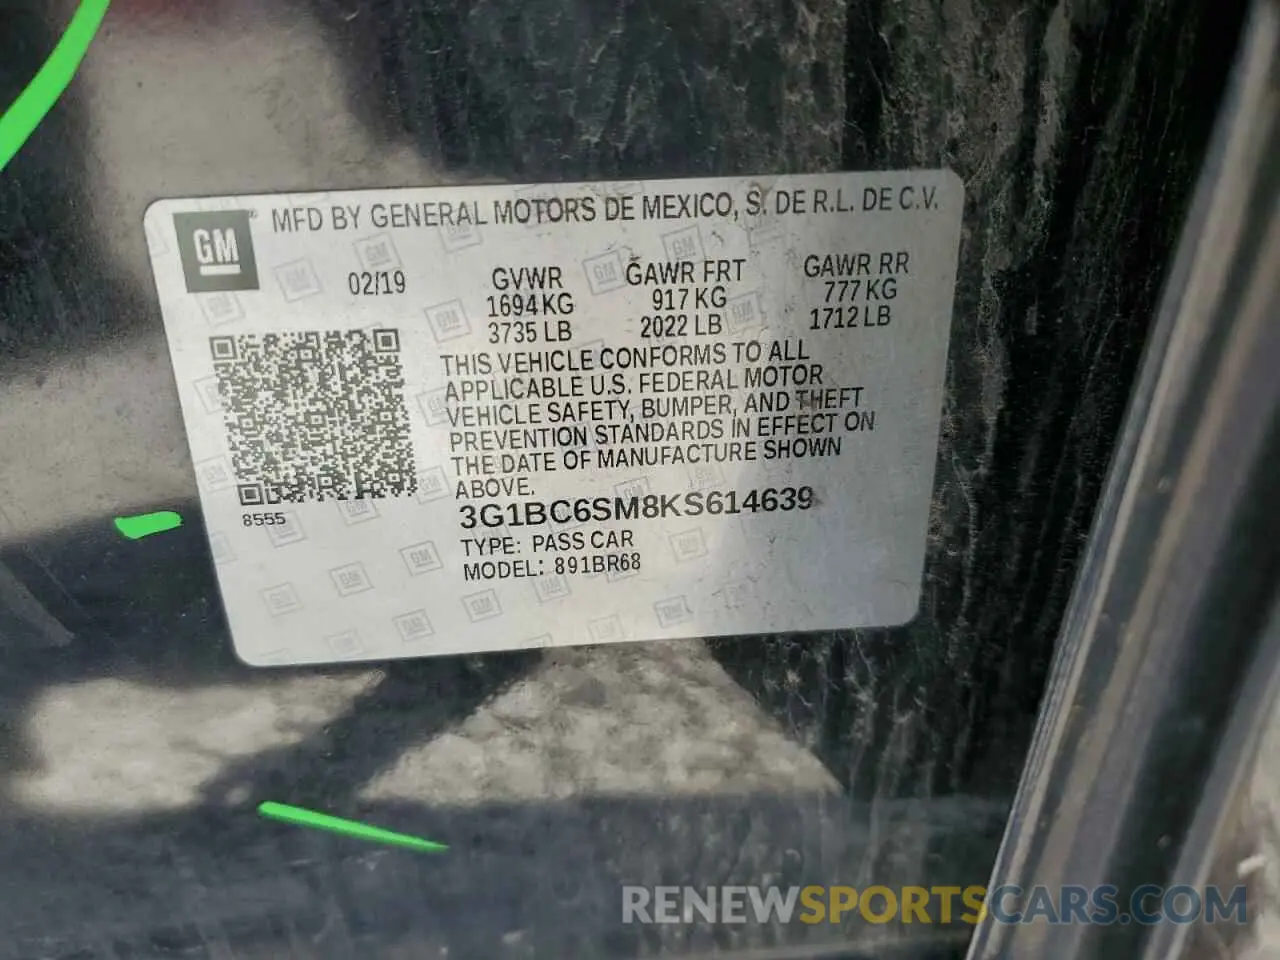 GM® MFD BY GENERAL MOTORS DE MEXICO, S. DE R.L. DE C.V.
02/19 GVWR GAWR FRT GAWR RR
1694 KG 917 KG 777 KG
3735 LB 2022 LB 1712 LB
THIS VEHICLE CONFORMS TO ALL
APPLICABLE U.S. FEDERAL MOTOR
VEHICLE SAFETY, BUMPER, AND THEFT
PREVENTION STANDARDS IN EFFECT ON
THE DATE OF MANUFACTURE SHOWN
ABOVE.
8555
3G1BC6SM8KS614639
TYPE: PASS CAR
MODEL: 891BR68
RENEWSPORTSCARS.COM